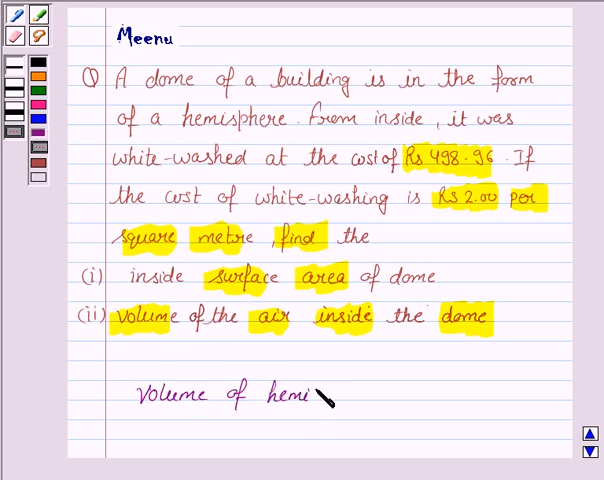 Meenu
Q A dome of a building is in the form
of a hemisphere. From inside, it was
white-washed at the cost of Rs 498.96. If
the cost of white-washing is Rs 2.00 per
square metre, find the
(i) inside surface area of dome
(ii) volume of the air inside the dome
Volume of hemi